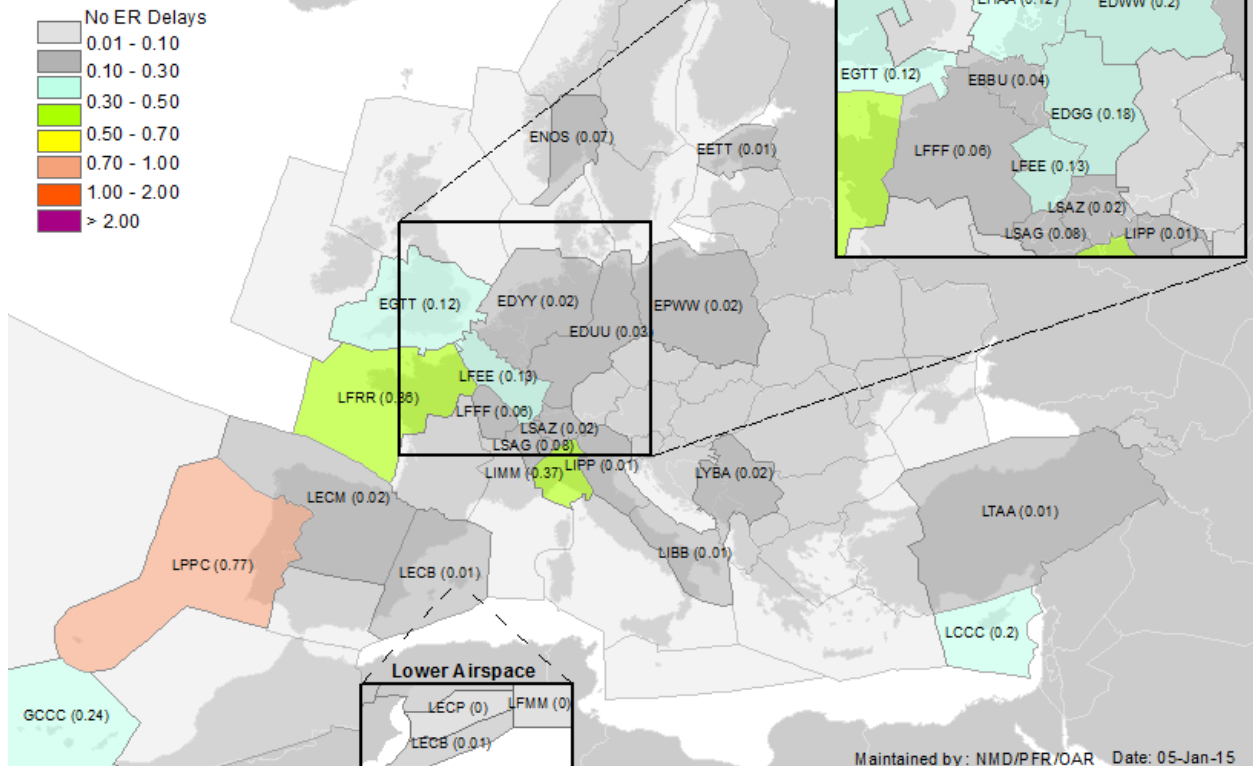 No ER Delays
0.01 - 0.10
0.10 - 0.30
0.30 - 0.50
0.50 - 0.70
0.70 - 1.00
1.00 - 2.00
> 2.00
EHAA (0.12)
EDWW (0.2)
EGTT (0.12)
EBBU (0.04)
EDGG (0.18)
LFFF (0.06)
LFEE (0.13)
LSAZ (0.02)
LSAG (0.08)
LIPP (0.01)
ENOS (0.07)
EETT (0.01)
EGTT (0.12)
EDYY (0.02)
EDUU (0.03)
EPWW (0.02)
LFEE (0.13)
LFRR (0.36)
LFFF (0.06)
LSAZ (0.02)
LSAG (0.08)
LIMM (0.37)
LIPP (0.01)
LYBA (0.02)
LECM (0.02)
LTAA (0.01)
LIBB (0.01)
LPPC (0.77)
LECB (0.01)
LCCC (0.2)
Lower Airspace
LECP (0)
LFMM (0)
GCCC (0.24)
LECB (0.01)
Maintained by: NMD/PFR/OAR Date: 05-Jan-15